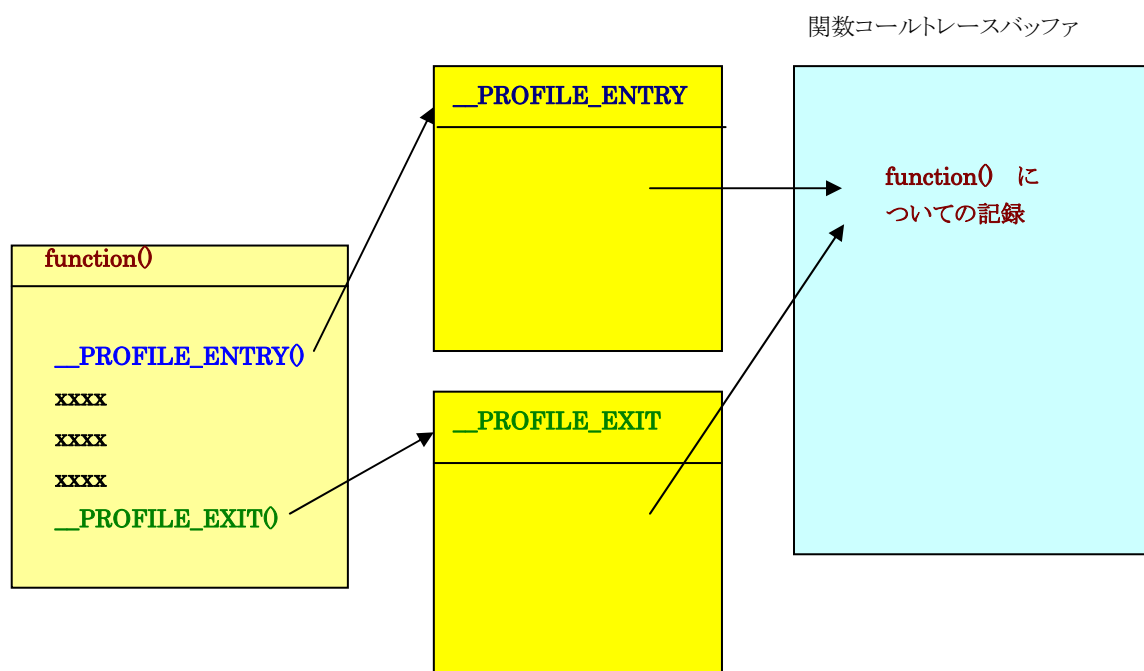 関数コールトレースバッファ
__PROFILE_ENTRY
function() に
ついての記録
function()
__PROFILE_ENTRY()
xxxx
xxxx
xxxx
__PROFILE_EXIT()
__PROFILE_EXIT